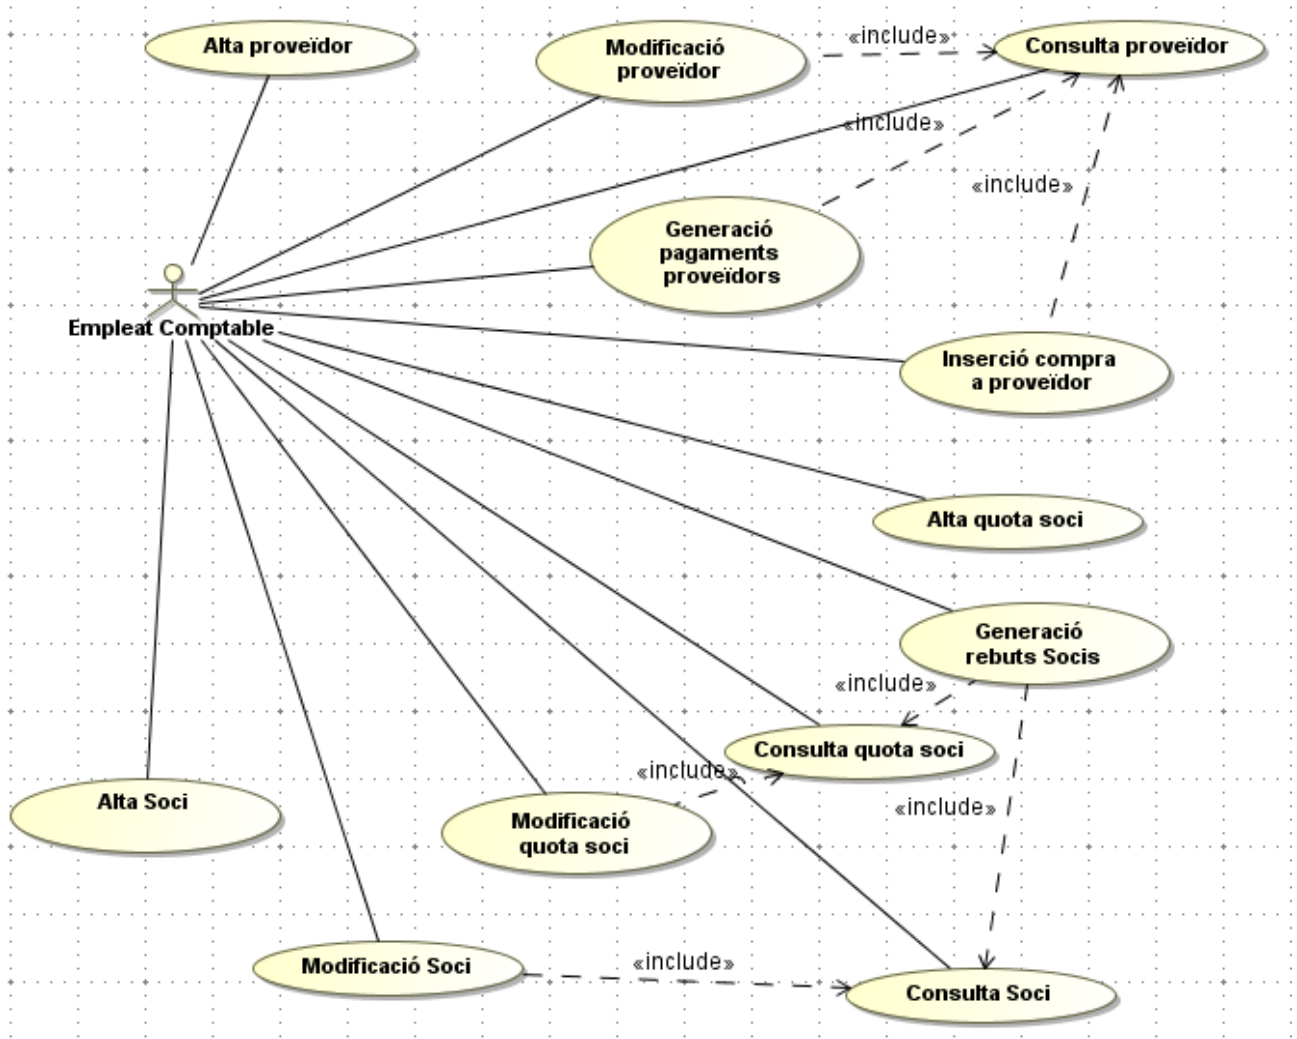 Alta proveïdor
Modificació
proveïdor
«include»
Consulta proveïdor
«include»
«include»
Generació
pagaments
proveïdors
Empleat Comptable
Inserció compra
a proveïdor
Alta quota soci
Generació
rebuts Socis
«include»
Consulta quota soci
«include»
«include»
Alta Soci
Modificació
quota soci
Modificació Soci
«include»
Consulta Soci